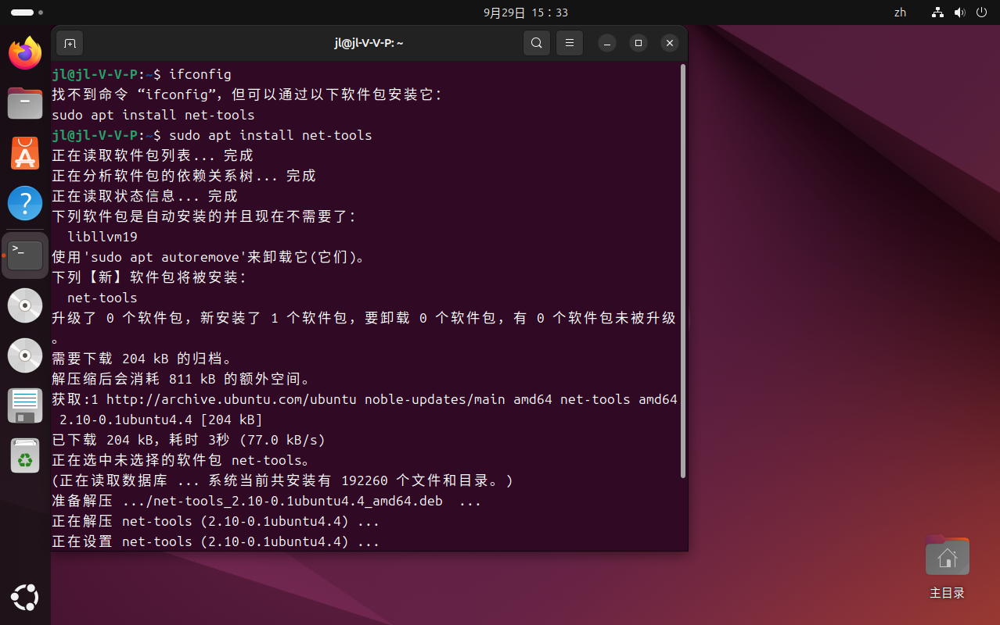 9月29日 15：33
zh
jl@jl-V-V-P: ~
jl@jl-V-V-P:~$ ifconfig
找不到命令 “ifconfig”，但可以通过以下软件包安装它：
sudo apt install net-tools
jl@jl-V-V-P:~$ sudo apt install net-tools
正在读取软件包列表... 完成
正在分析软件包的依赖关系树... 完成
正在读取状态信息... 完成
下列软件包是自动安装的并且现在不需要了：
libllvm19
使用'sudo apt autoremove'来卸载它(它们)。
下列【新】软件包将被安装：
net-tools
升级了 0 个软件包，新安装了 1 个软件包，要卸载 0 个软件包，有 0 个软件包未被升级
。
需要下载 204 kB 的归档。
解压缩后会消耗 811 kB 的额外空间。
获取:1 http://archive.ubuntu.com/ubuntu noble-updates/main amd64 net-tools amd64
2.10-0.1ubuntu4.4 [204 kB]
已下载 204 kB，耗时 3秒 (77.0 kB/s)
正在选中未选择的软件包 net-tools。
(正在读取数据库 ... 系统当前共安装有 192260 个文件和目录。)
准备解压 .../net-tools_2.10-0.1ubuntu4.4_amd64.deb  ...
正在解压 net-tools (2.10-0.1ubuntu4.4) ...
正在设置 net-tools (2.10-0.1ubuntu4.4) ...
主目录